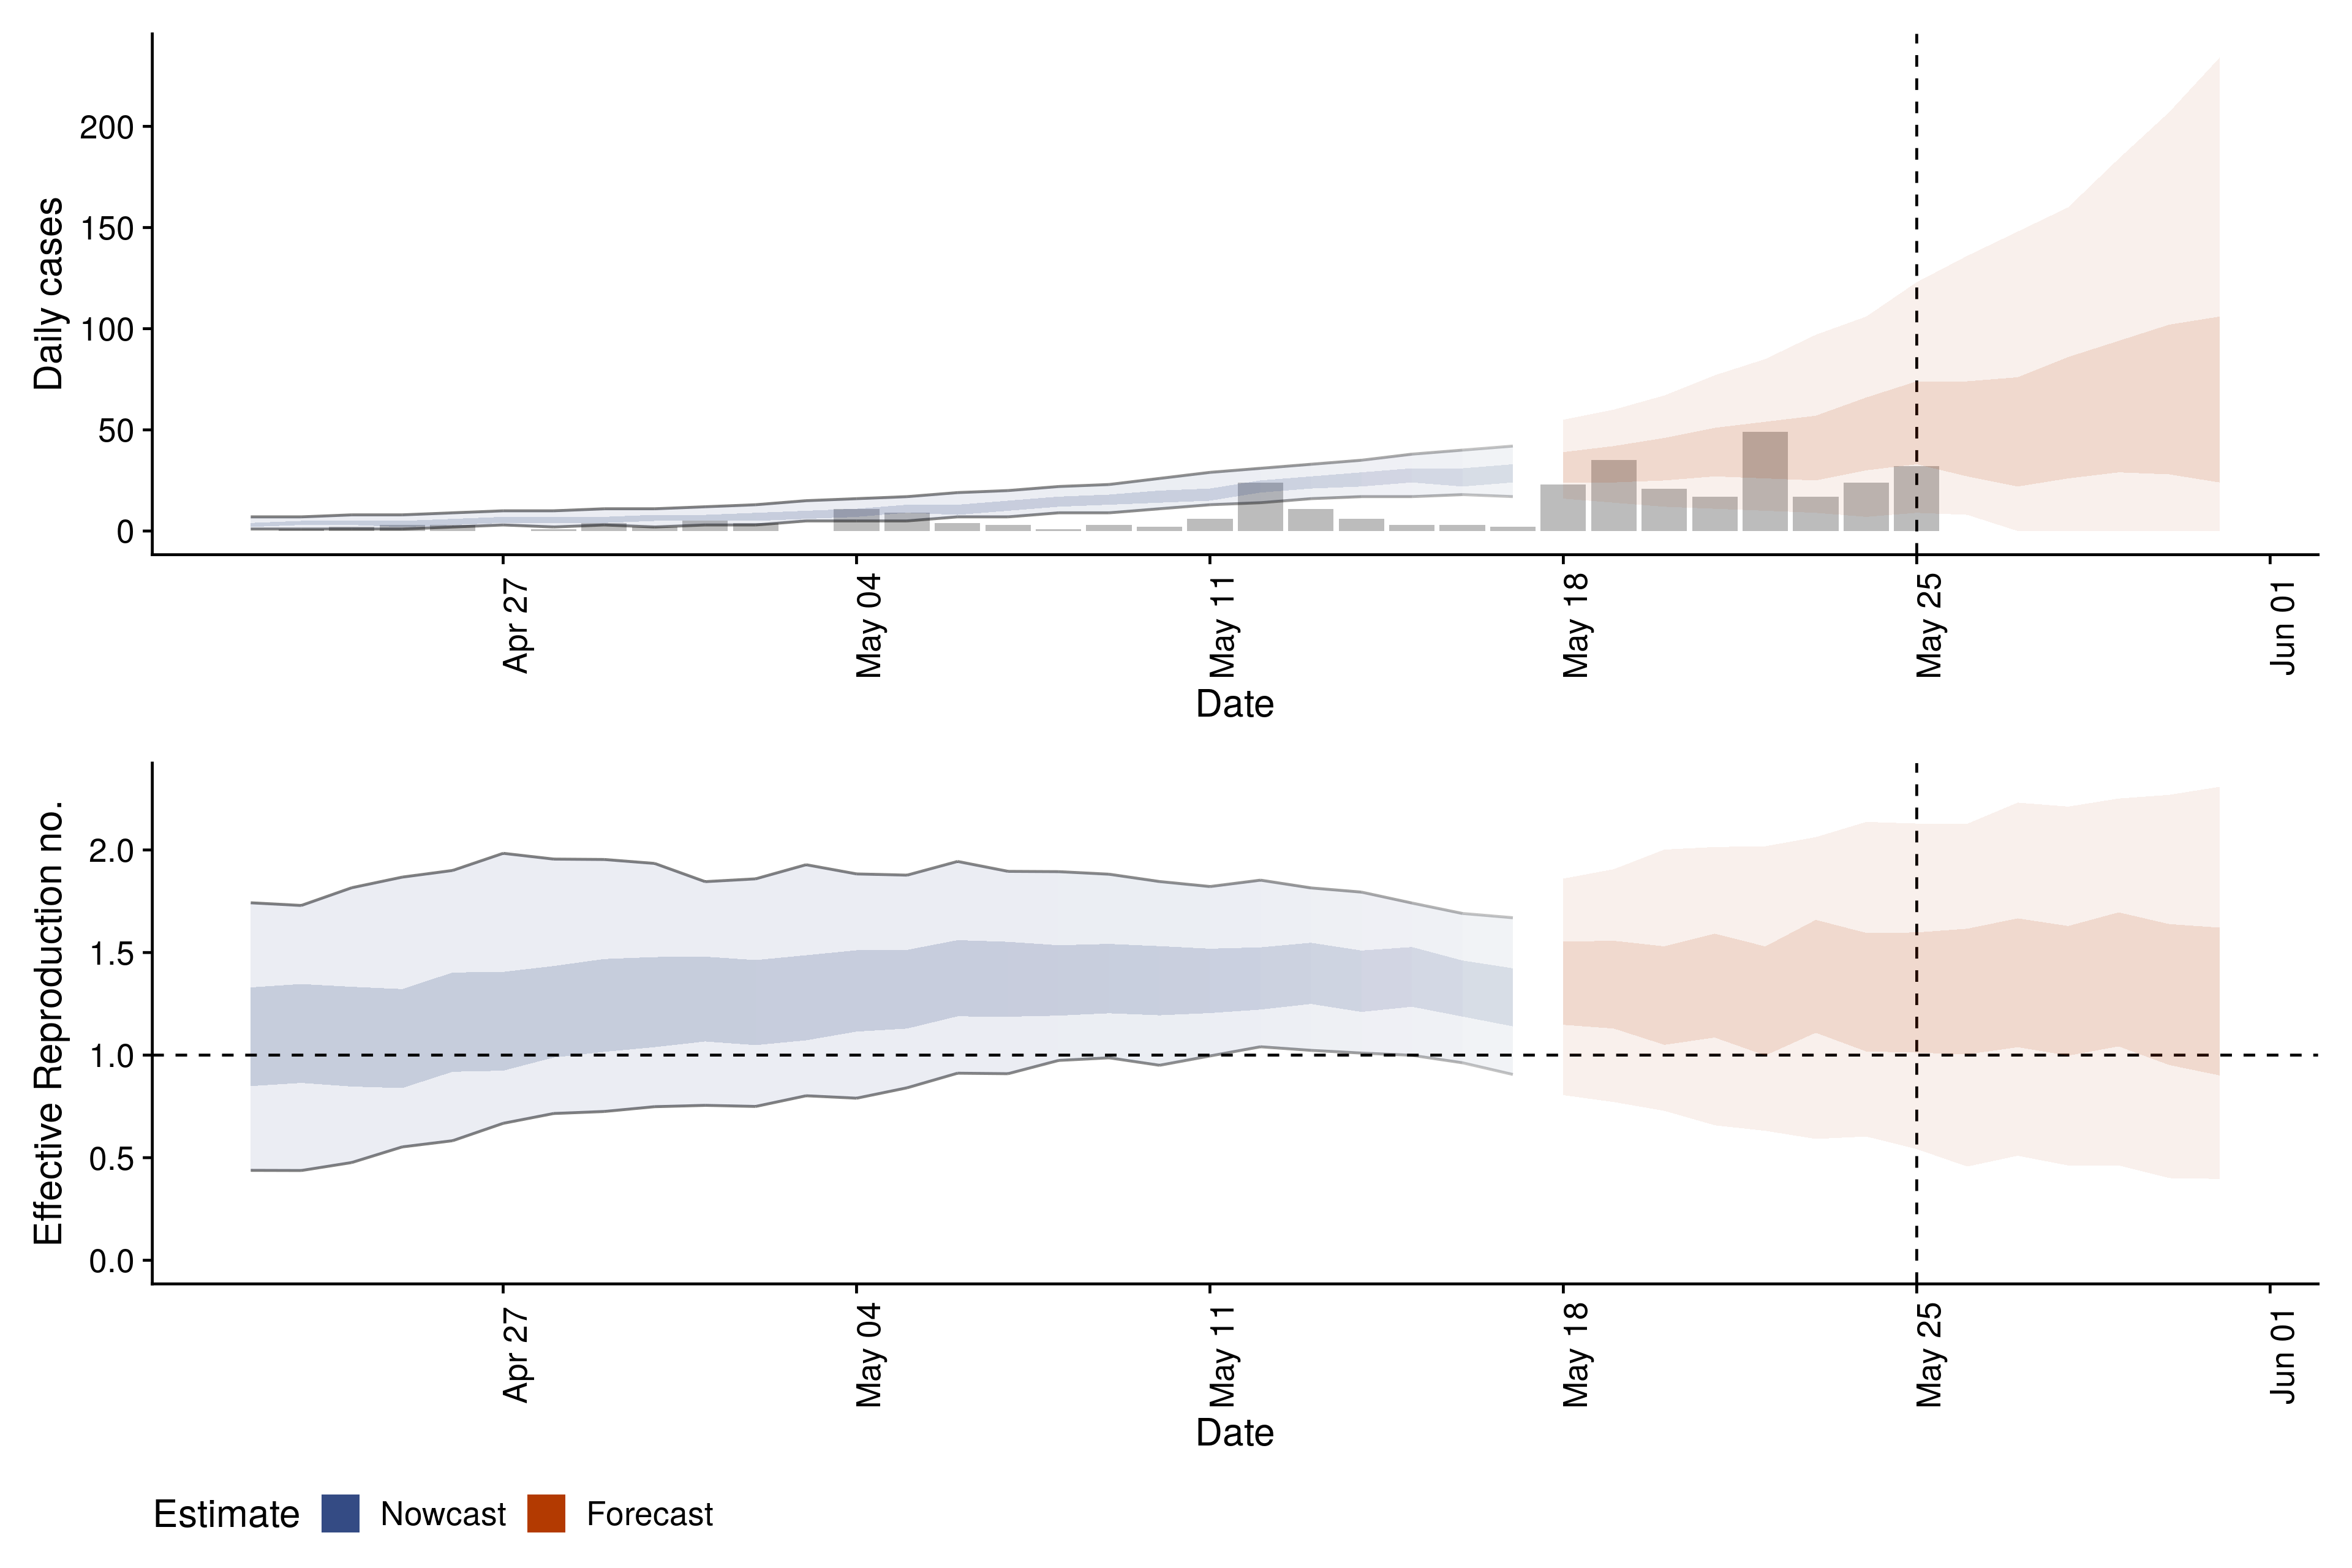 Daily cases
200
150
100
50
0
Apr 27
May 04
May 11
May 18
May 25
Jun 01
Date
Effective Reproduction no.
2.0
1.5
1.0
0.5
0.0
Apr 27
May 04
May 11
May 18
May 25
Jun 01
Date
Estimate Nowcast Forecast